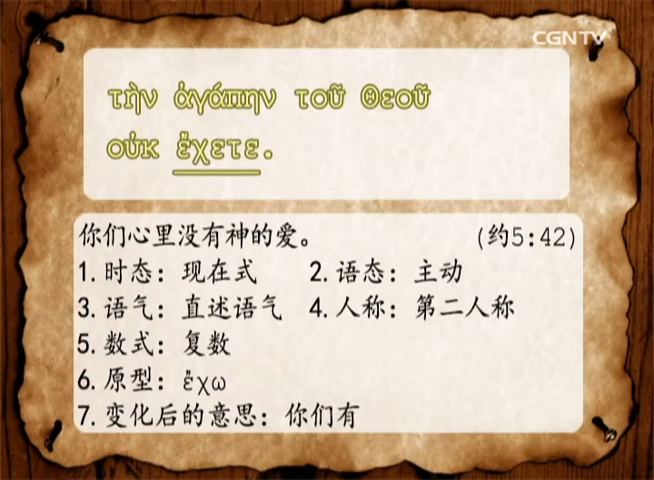 CGNTV
τὴν ἀγάπην τοῦ Θεοῦ
οὐκ ἔχετε.
你们心里没有神的爱。 (约5:42)
1.时态：现在式 2.语态：主动
3.语气：直述语气 4.人称：第二人称
5.数式：复数
6.原型：ἔχω
7.变化后的意思：你们有